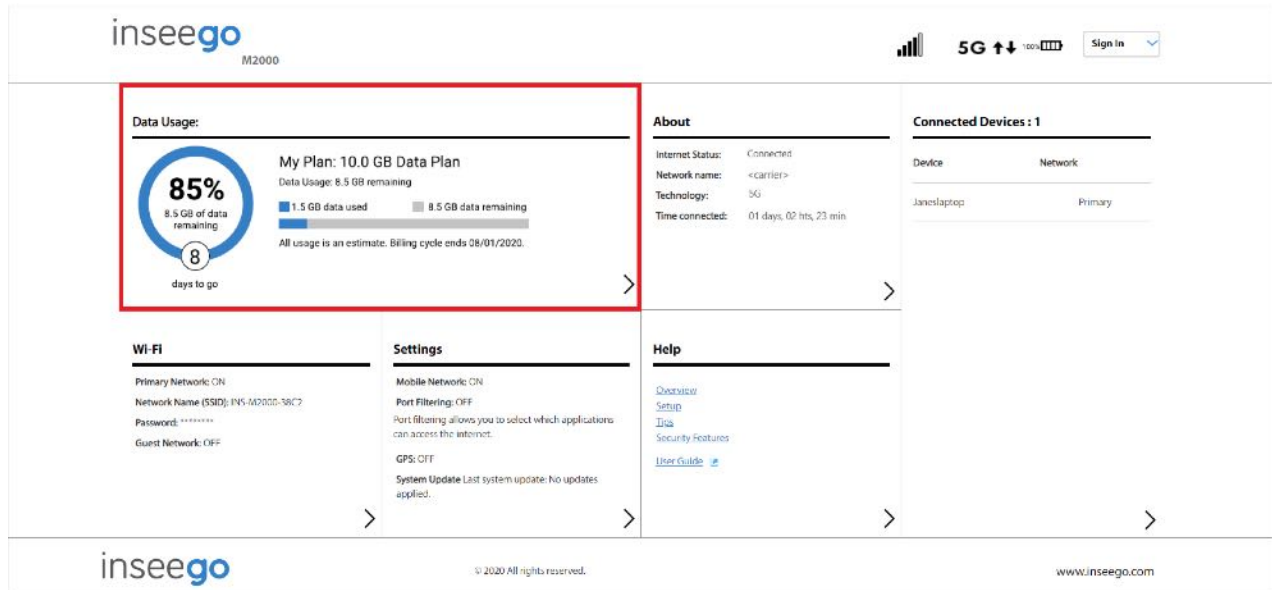 inseego
M2000
5G 100% Sign In
Data Usage:
85%
8.5 GB of data
remaining
8
days to go
My Plan: 10.0 GB Data Plan
Data Usage: 8.5 GB remaining
1.5 GB data used 8.5 GB data remaining
All usage is an estimate. Billing cycle ends 08/01/2020.
About
Internet Status: Connected
Network name: <carrier>
Technology: 5G
Time connected: 01 days, 02 hts, 23 min
Connected Devices : 1
Device Network
Janeslaptop Primary
Wi-Fi
Primary Network: ON
Network Name (SSID): INS-M2000-38C2
Password: ********
Guest Network: OFF
Settings
Mobile Network: ON
Port Filtering: OFF
Port filtering allows you to select which applications
can access the internet.
GPS: OFF
System Update Last system update: No updates
applied.
Help
Overview
Setup
Tips
Security Features
User Guide
inseego
© 2020 All rights reserved.
www.inseego.com